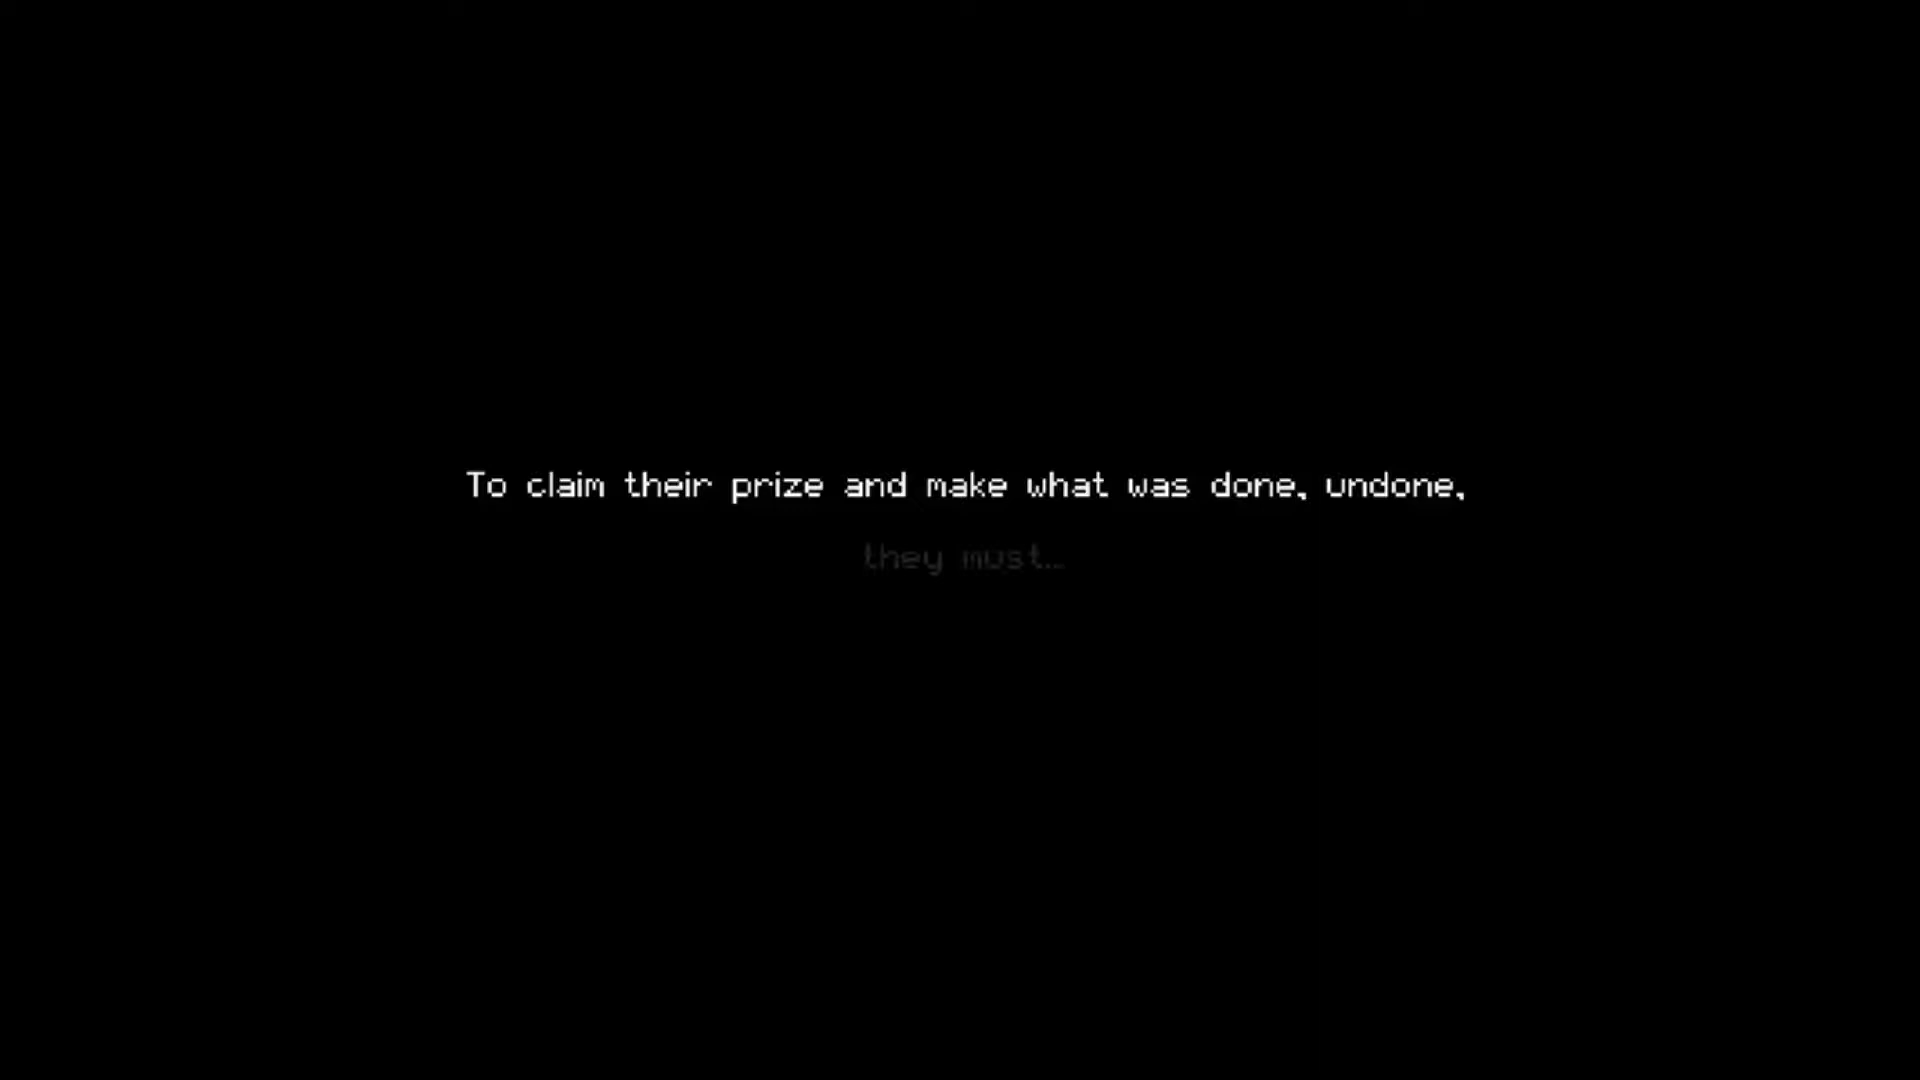 To claim their prize and make what was done, undone,
they must...